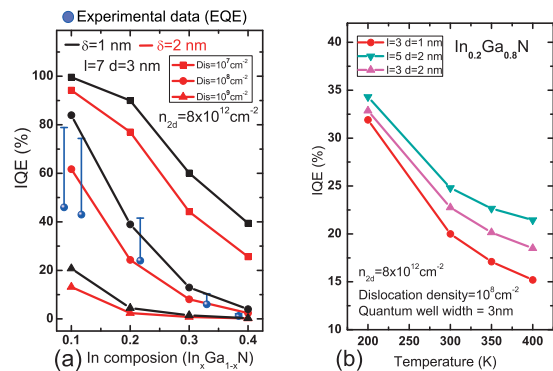 Experimental data (EQE)
δ=1 nm δ=2 nm
l=7 d=3 nm
Dis=10⁷cm⁻²
Dis=10⁸cm⁻²
Dis=10⁹cm⁻²
n2d=8x10¹²cm⁻²
100
80
60
40
20
0
IQE (%)
0.1 0.2 0.3 0.4
(a) In composion (InxGa1-xN)
l=3 d=1 nm
l=5 d=2 nm
l=3 d=2 nm
In0.2Ga0.8N
40
35
30
25
20
15
10
IQE (%)
n2d=8x10¹²cm⁻²
Dislocation density=10⁸cm⁻²
Quantum well width = 3nm
200 250 300 350 400
(b) Temperature (K)